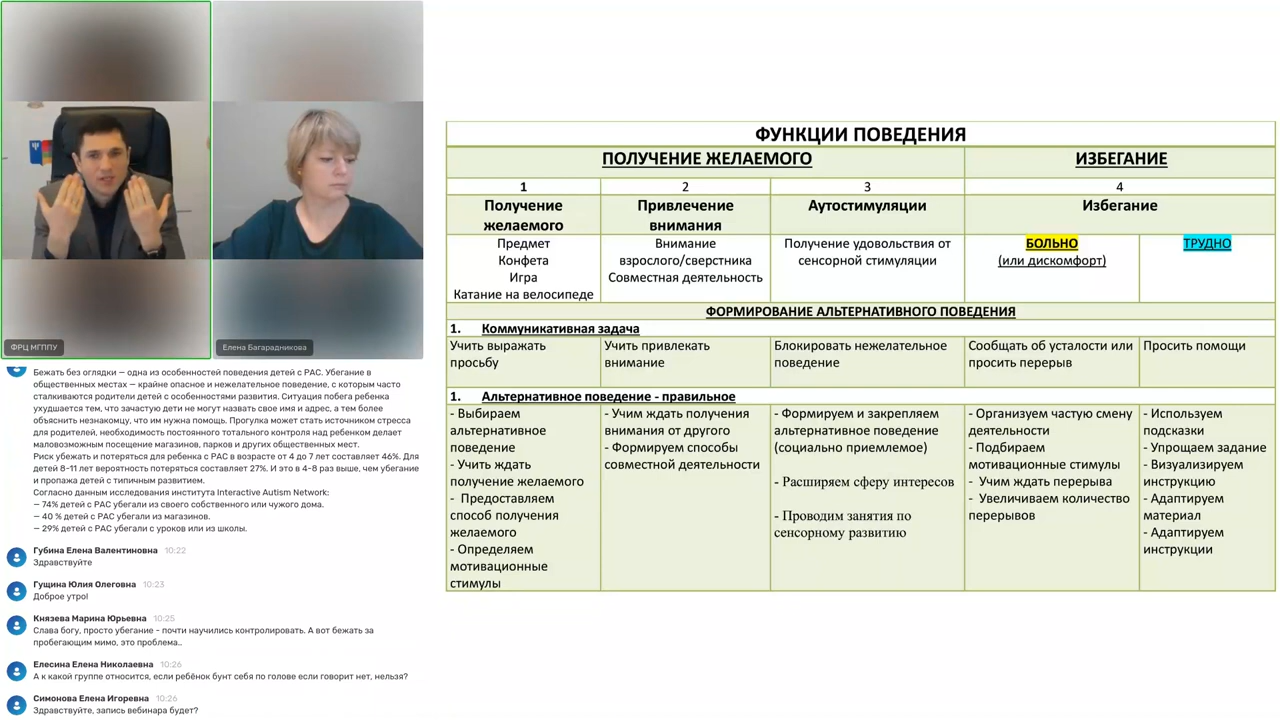 ФРЦ МГППУ
Елена Багарадникова
Бежать без оглядки — одна из особенностей поведения детей с РАС. Убегание в
общественных местах — крайне опасное и нежелательное поведение, с которым часто
сталкиваются родители детей с особенностями развития. Ситуация побега ребенка
ухудшается тем, что зачастую дети не могут назвать свое имя и адрес, а тем более
объяснить незнакомцу, что им нужна помощь. Прогулка может стать источником стресса
для родителей, необходимость постоянного тотального контроля над ребенком делает
маловозможным посещение магазинов, парков и других общественных мест.
Риск убежать и потеряться для ребенка с РАС в возрасте от 4 до 7 лет составляет 46%. Для
детей 8-11 лет вероятность потеряться составляет 27%. И это в 4-8 раз выше, чем убегание
и пропажа детей с типичным развитием.
Согласно данным исследования института Interactive Autism Network:
— 74% детей с РАС убегали из своего собственного или чужого дома.
— 40 % детей с РАС убегали из магазинов.
— 29% детей с РАС убегали с уроков или из школы.
Губина Елена Валентиновна 10:22
Здравствуйте
Гущина Юлия Олеговна 10:23
Доброе утро!
Князева Марина Юрьевна 10:25
Слава богу, просто убегание - почти научились контролировать. А вот бежать за
пробегающим мимо, это проблема..
Елесина Елена Николаевна 10:26
А к какой группе относится, если ребёнок бунт себя по голове если говорит нет, нельзя?
Симонова Елена Игоревна 10:26
Здравствуйте, запись вебинара будет?
ФУНКЦИИ ПОВЕДЕНИЯ
ПОЛУЧЕНИЕ ЖЕЛАЕМОГО
ИЗБЕГАНИЕ
1
2
3
4
Получение
желаемого
Привлечение
внимания
Аутостимуляции
Избегание
Предмет
Конфета
Игра
Катание на велосипеде
Внимание
взрослого/сверстника
Совместная деятельность
Получение удовольствия от
сенсорной стимуляции
БОЛЬНО
(или дискомфорт)
ТРУДНО
ФОРМИРОВАНИЕ АЛЬТЕРНАТИВНОГО ПОВЕДЕНИЯ
1. Коммуникативная задача
Учить выражать
просьбу
Учить привлекать
внимание
Блокировать нежелательное
поведение
Сообщать об усталости или
просить перерыв
Просить помощи
1. Альтернативное поведение - правильное
- Выбираем
альтернативное
поведение
- Учить ждать
получение желаемого
- Предоставляем
способ получения
желаемого
- Определяем
мотивационные
стимулы
- Учим ждать получения
внимания от другого
- Формируем способы
совместной деятельности
- Формируем и закрепляем
альтернативное поведение
(социально приемлемое)
- Расширяем сферу интересов
- Проводим занятия по
сенсорному развитию
- Организуем частую смену
деятельности
- Подбирам
мотивационные стимулы
- Учим ждать перерыва
- Увеличиваем количество
перерывов
- Используем
подсказки
- Упрощаем задание
- Визуализируем
инструкцию
- Адаптируем
материал
- Адаптируем
инструкции